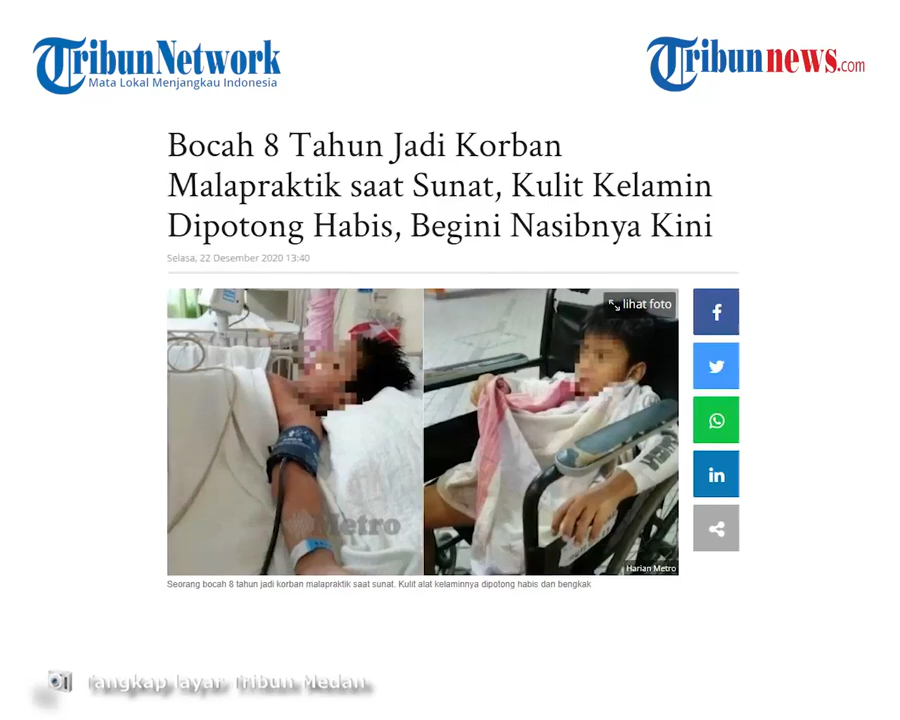 Tribun Network
Mata Lokal Menjangkau Indonesia
Tribunnews.com
Bocah 8 Tahun Jadi Korban
Malapraktik saat Sunat, Kulit Kelamin
Dipotong Habis, Begini Nasibnya Kini
Selasa, 22 Desember 2020 13:40
lihat foto
Metro
Harian Metro
Seorang bocah 8 tahun jadi korban malapraktik saat sunat. Kulit alat kelaminnya dipotong habis dan bengkak
Tangkap layar Tribun Medan